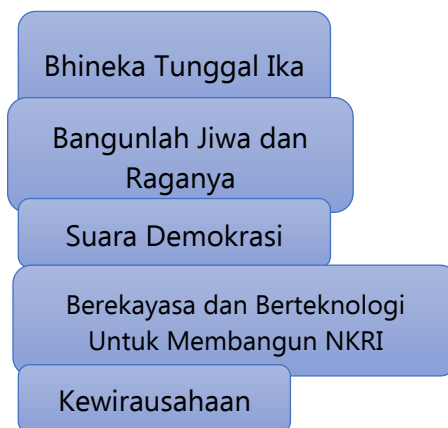 Bhineka Tunggal Ika
Bangunlah Jiwa dan
Raganya
Suara Demokrasi
Berekayasa dan Berteknologi
Untuk Membangun NKRI
Kewirausahaan